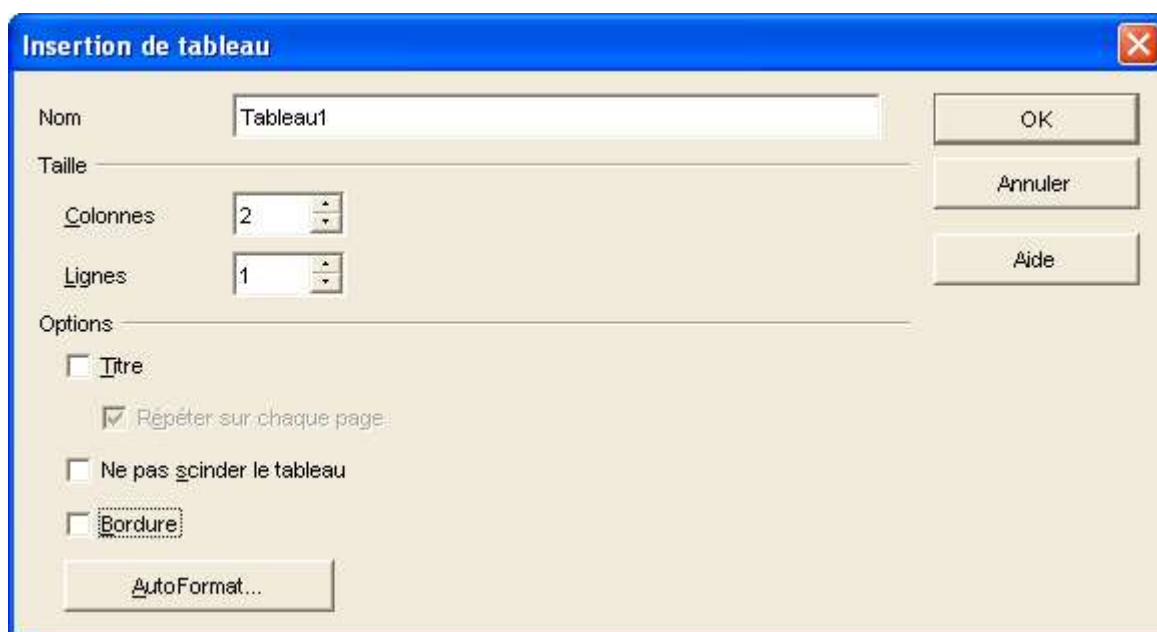 Insertion de tableau
Nom Tableau1 OK
Taille
Annuler
Colonnes 2
Aide
Lignes 1
Options
Titre
Répéter sur chaque page
Ne pas scinder le tableau
Bordure
AutoFormat...